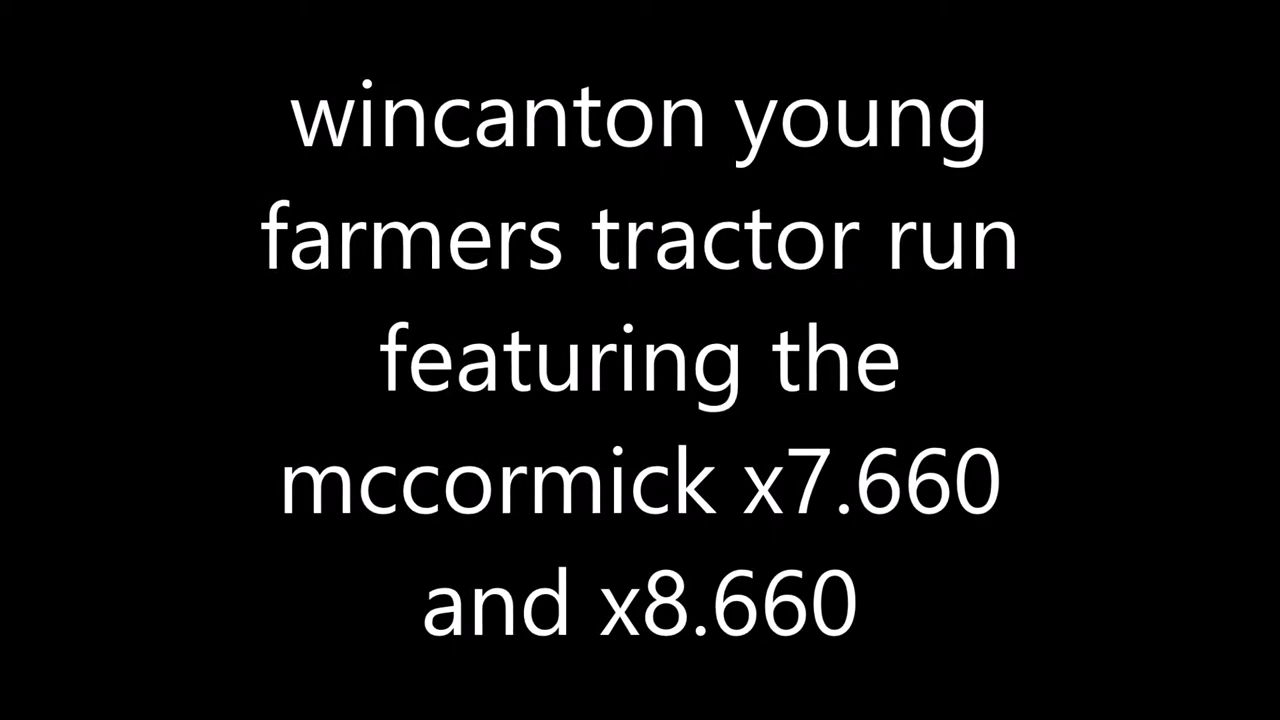 wincanton young
farmers tractor run
featuring the
mccormick x7.660
and x8.660